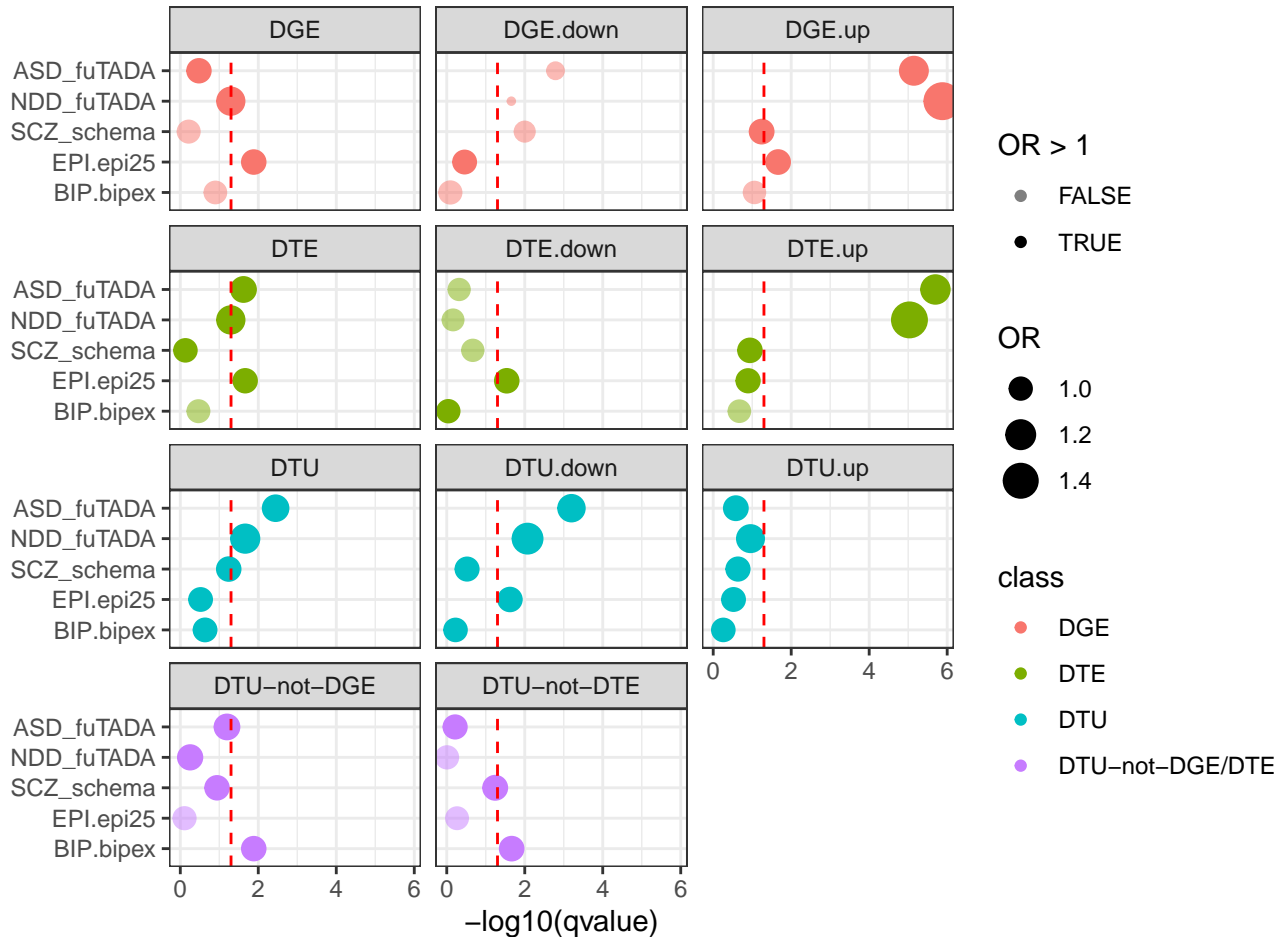 DGE
DGE.down
DGE.up
ASD_fuTADA
NDD_fuTADA
SCZ_schema
EPI.epi25
BIP.bipex
DTE
DTE.down
DTE.up
ASD_fuTADA
NDD_fuTADA
SCZ_schema
EPI.epi25
BIP.bipex
DTU
DTU.down
DTU.up
ASD_fuTADA
NDD_fuTADA
SCZ_schema
EPI.epi25
BIP.bipex
0 2 4 6
DTU−not−DGE
DTU−not−DTE
ASD_fuTADA
NDD_fuTADA
SCZ_schema
EPI.epi25
BIP.bipex
0 2 4 6
0 2 4 6
−log10(qvalue)
OR > 1
FALSE
TRUE
OR
1.0
1.2
1.4
class
DGE
DTE
DTU
DTU−not−DGE/DTE